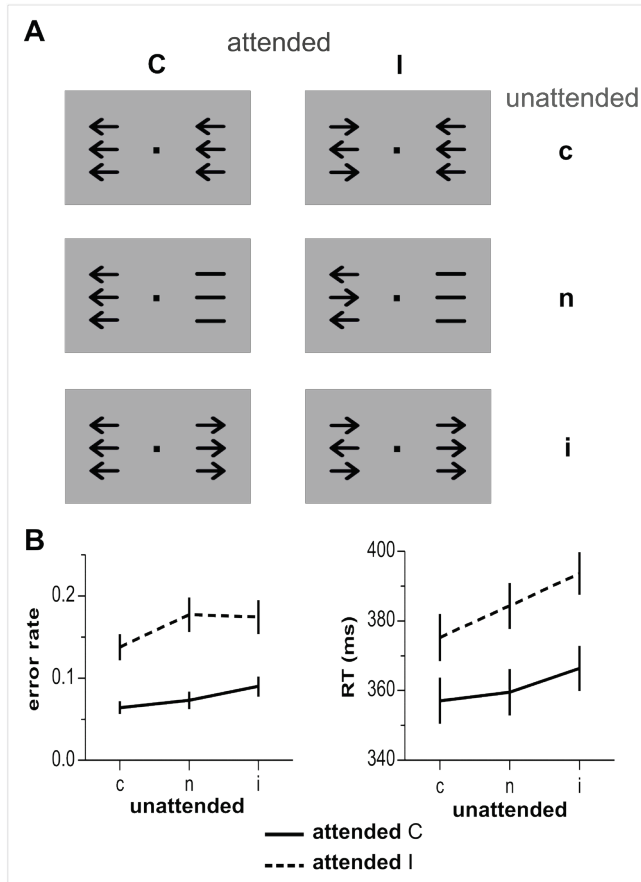 A
attended
C I
unattended
c
n
i
B
error rate
0.2
0.1
0.0
c n i
unattended
RT (ms)
400
380
360
340
c n i
unattended
attended C
attended I